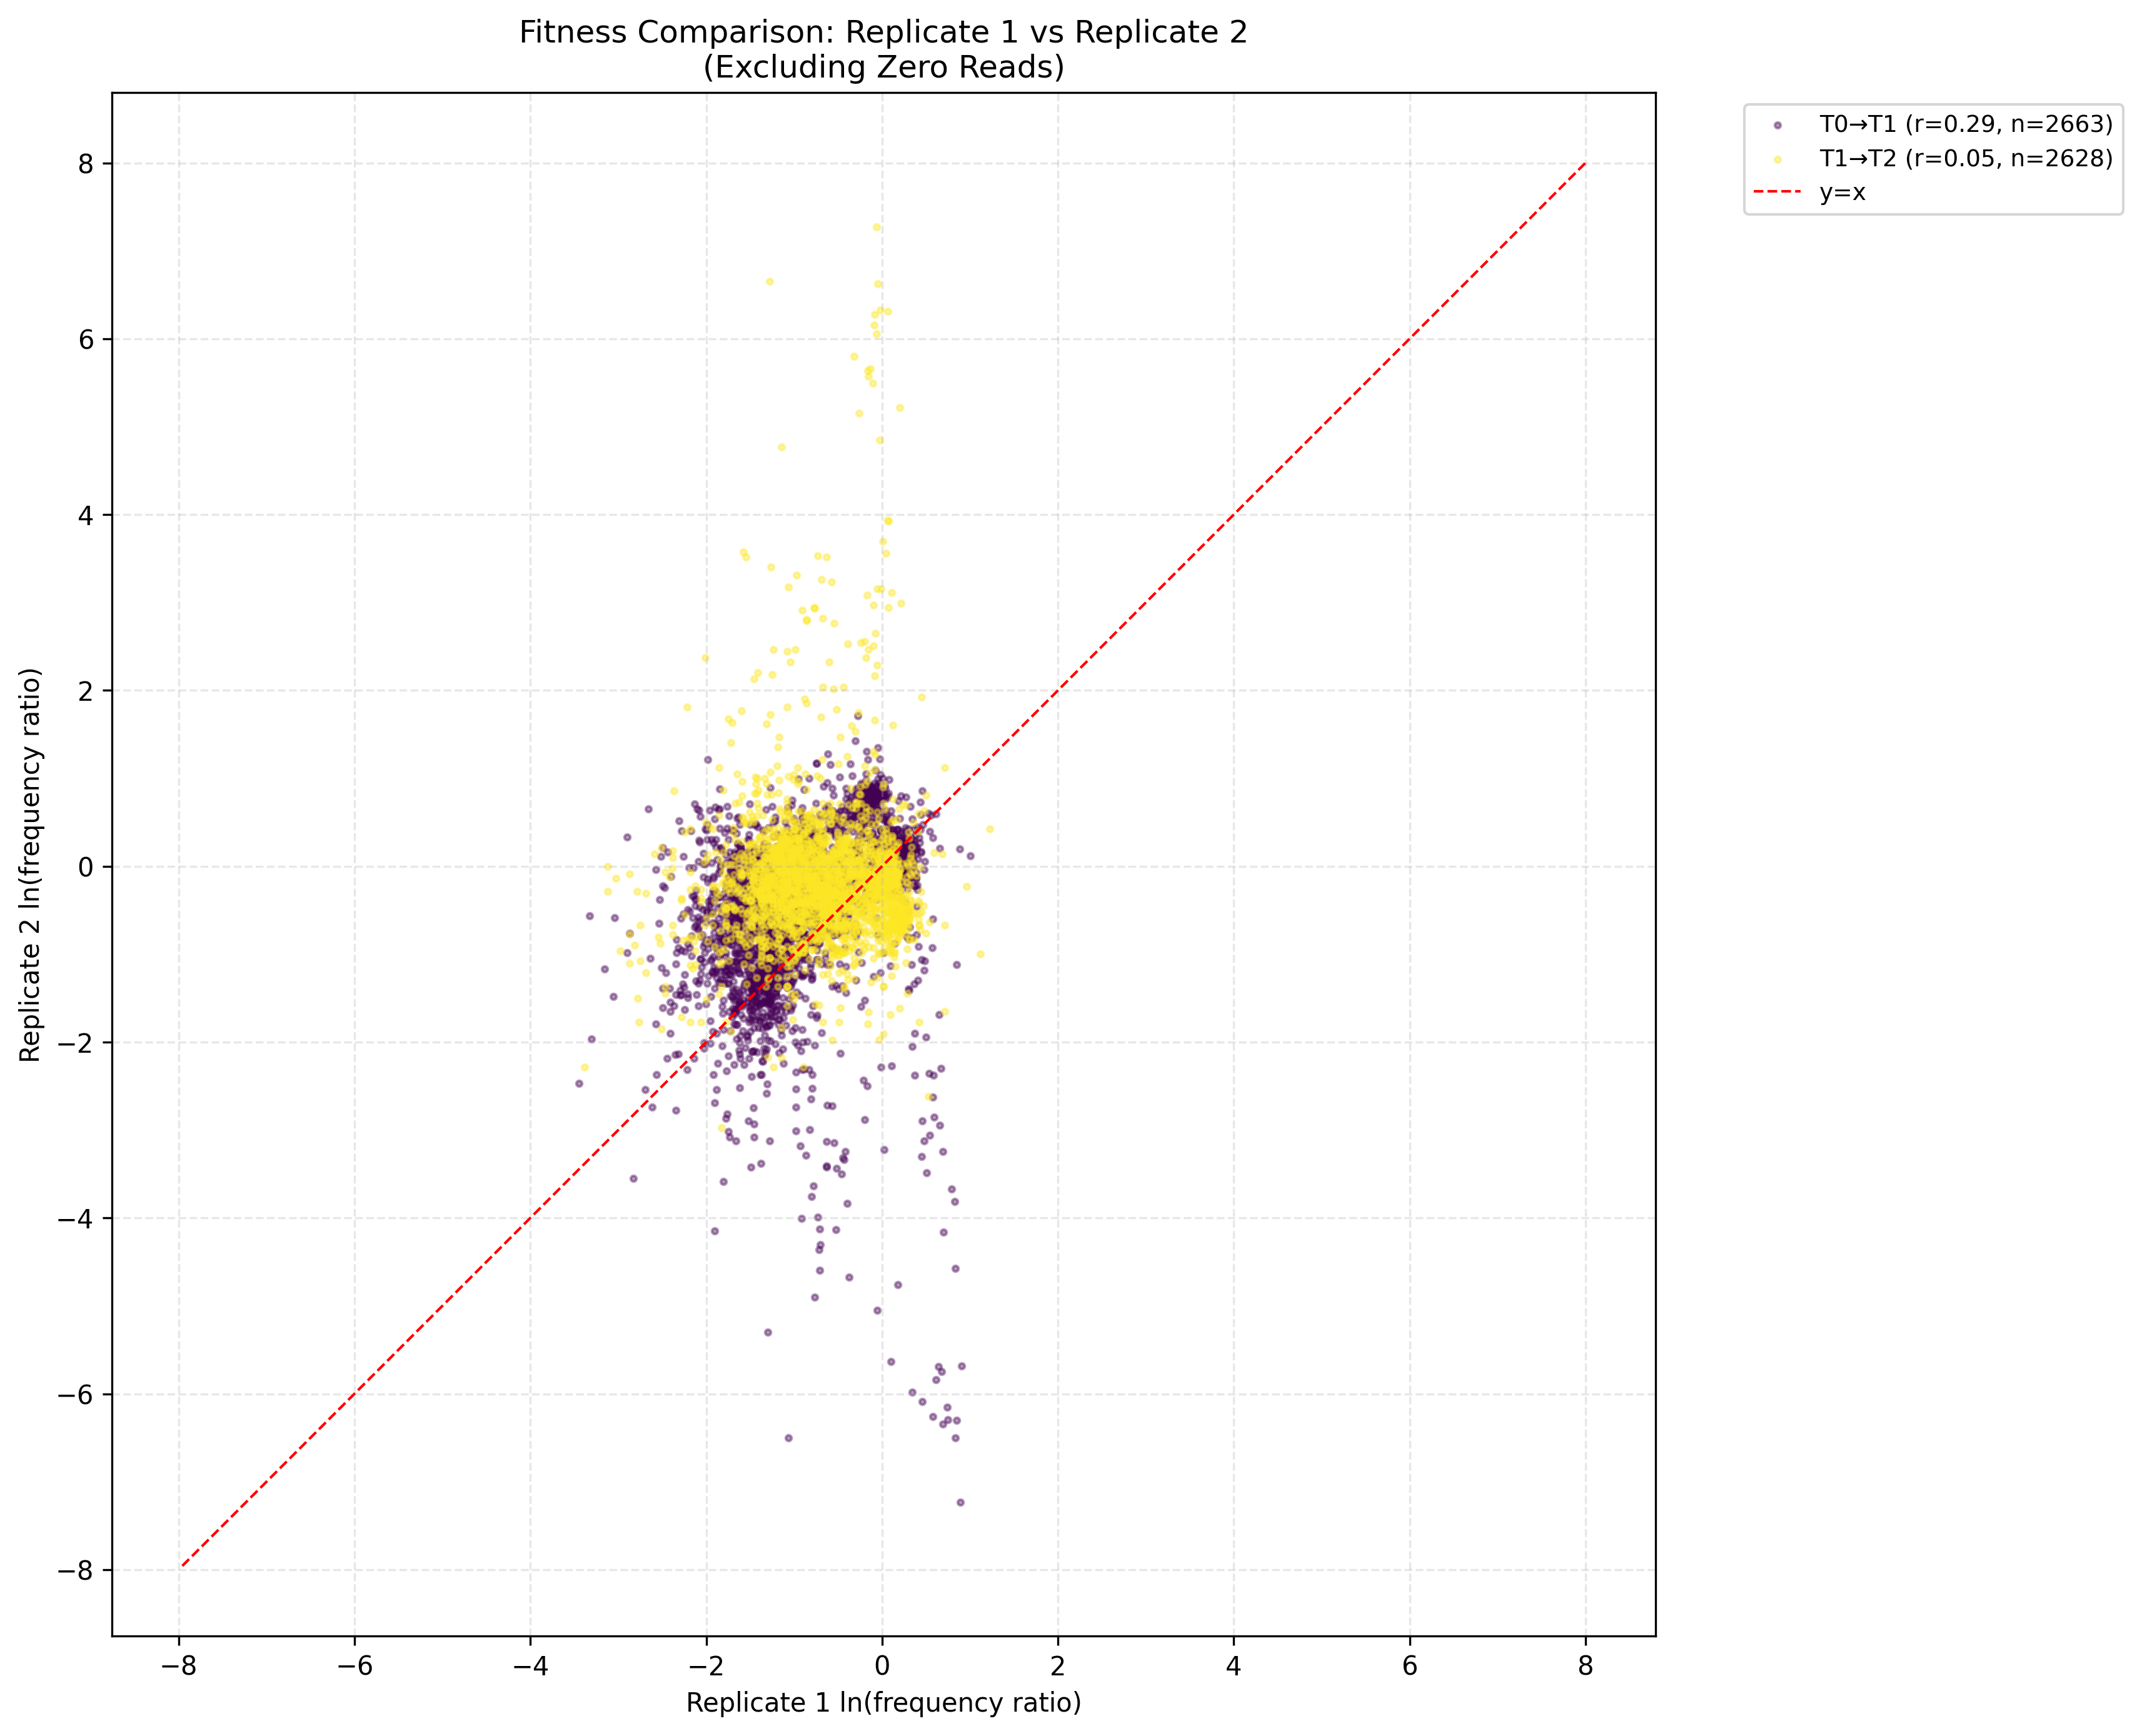 Fitness Comparison: Replicate 1 vs Replicate 2
(Excluding Zero Reads)
T0→T1 (r=0.29, n=2663)
T1→T2 (r=0.05, n=2628)
y=x
8
6
4
2
0
−2
−4
−6
−8
Replicate 2 ln(frequency ratio)
−8 −6 −4 −2 0 2 4 6 8
Replicate 1 ln(frequency ratio)